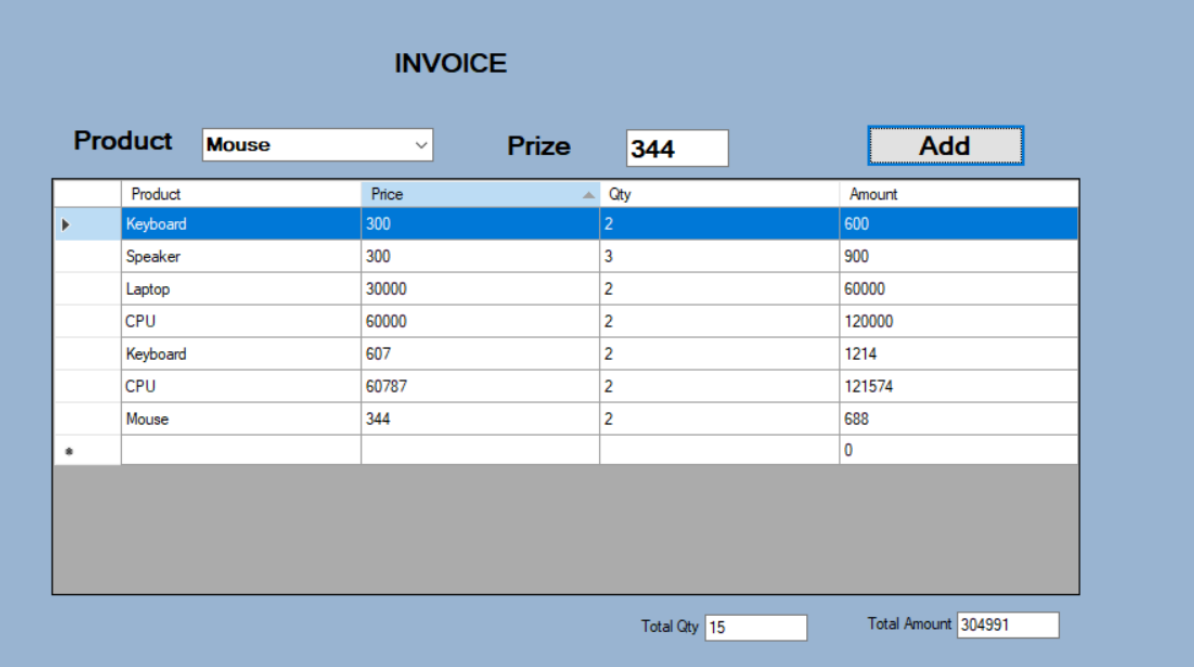 INVOICE
Product Mouse Prize 344 Add
Product Price Qty Amount
Keyboard 300 2 600
Speaker 300 3 900
Laptop 30000 2 60000
CPU 60000 2 120000
Keyboard 607 2 1214
CPU 60787 2 121574
Mouse 344 2 688
0
Total Qty 15 Total Amount 304991